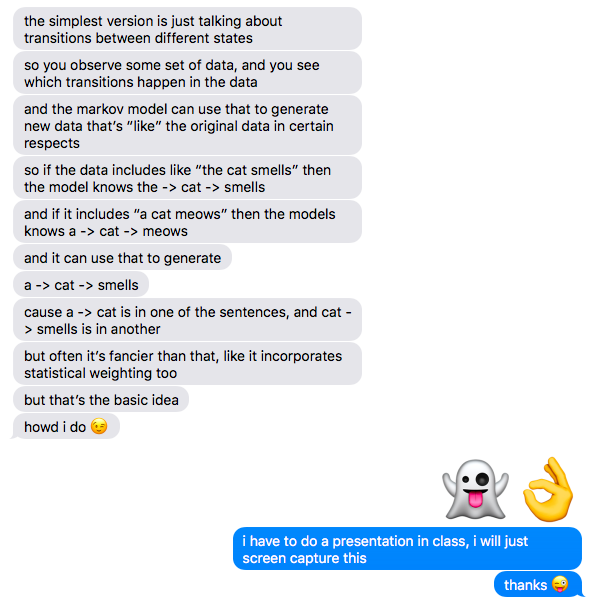 the simplest version is just talking about
transitions between different states
so you observe some set of data, and you see
which transitions happen in the data
and the markov model can use that to generate
new data that’s “like” the original data in certain
respects
so if the data includes like “the cat smells” then
the model knows the -> cat -> smells
and if it includes “a cat meows” then the models
knows a -> cat -> meows
and it can use that to generate
a -> cat -> smells
cause a -> cat is in one of the sentences, and cat -
> smells is in another
but often it’s fancier than that, like it incorporates
statistical weighting too
but that’s the basic idea
howd i do 😉
👻👌
i have to do a presentation in class, i will just
screen capture this
thanks 😜